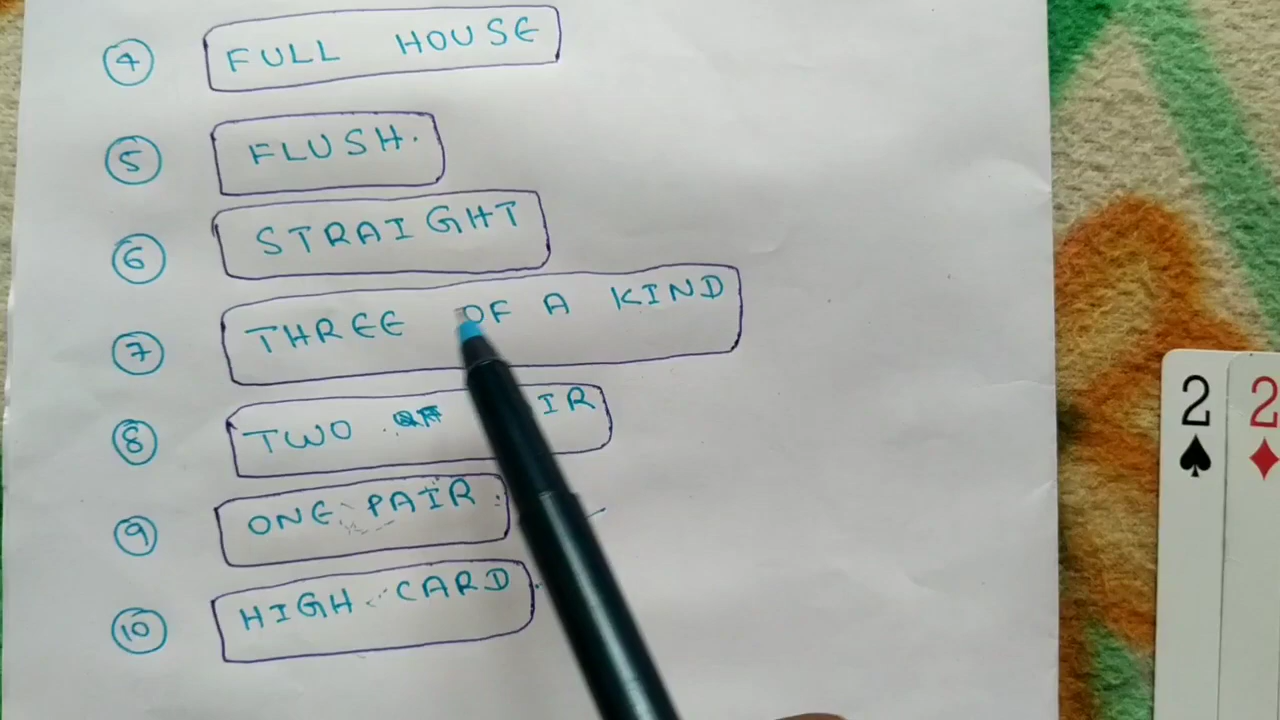 4 FULL HOUSE
5 FLUSH.
6 STRAIGHT
7 THREE OF A KIND
8 TWO IR
9 ONE PAIR.
10 HIGH CARD
2 2